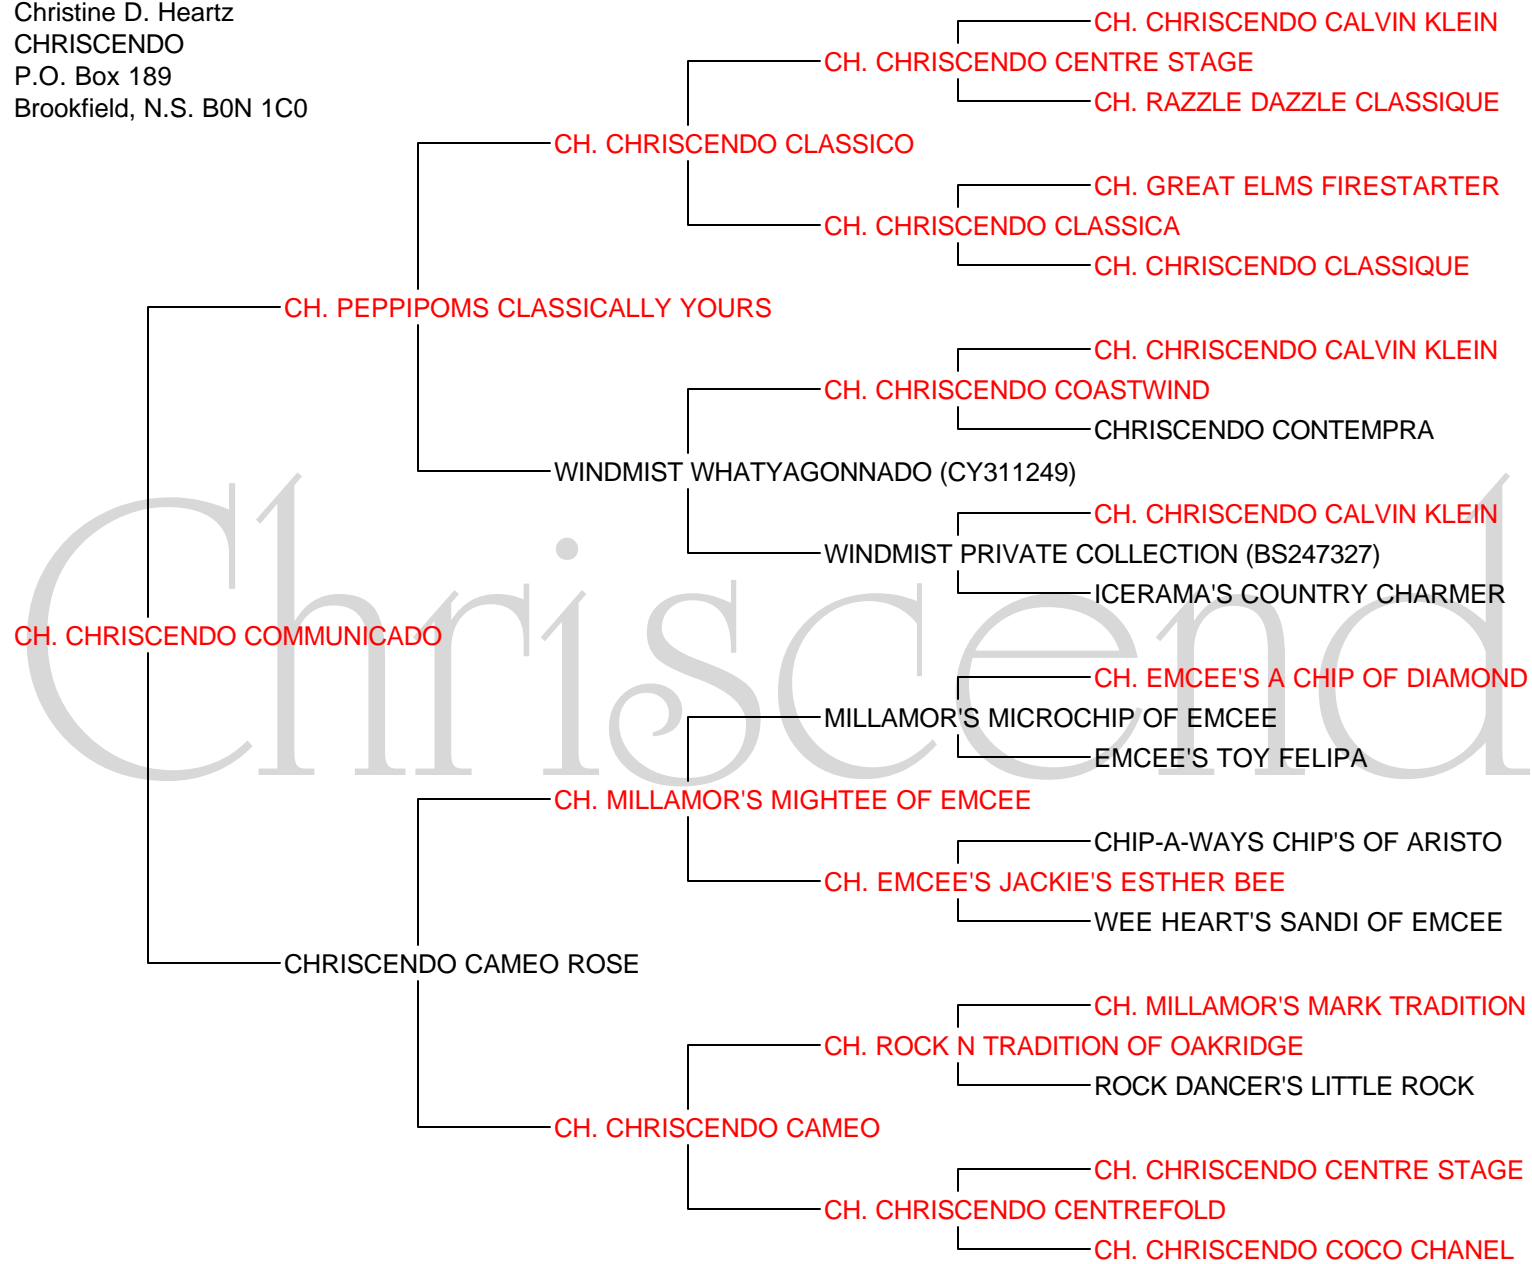 Christine D. Heartz
CHRISCENDO
P.O. Box 189
Brookfield, N.S. B0N 1C0
CH. CHRISCENDO CALVIN KLEIN
CH. CHRISCENDO CENTRE STAGE
CH. RAZZLE DAZZLE CLASSIQUE
CH. CHRISCENDO CLASSICO
CH. GREAT ELMS FIRESTARTER
CH. CHRISCENDO CLASSICA
CH. CHRISCENDO CLASSIQUE
CH. PEPPIPOMS CLASSICALLY YOURS
CH. CHRISCENDO CALVIN KLEIN
CH. CHRISCENDO COASTWIND
CHRISCENDO CONTEMPRA
WINDMIST WHATYAGONNADO (CY311249)
CH. CHRISCENDO CALVIN KLEIN
WINDMIST PRIVATE COLLECTION (BS247327)
ICERAMA'S COUNTRY CHARMER
CH. CHRISCENDO COMMUNICADO
Chriscend
CH. EMCEE'S A CHIP OF DIAMOND
MILLAMOR'S MICROCHIP OF EMCEE
EMCEE'S TOY FELIPA
CH. MILLAMOR'S MIGHTEE OF EMCEE
CHIP-A-WAYS CHIP'S OF ARISTO
CH. EMCEE'S JACKIE'S ESTHER BEE
WEE HEART'S SANDI OF EMCEE
CHRISCENDO CAMEO ROSE
CH. MILLAMOR'S MARK TRADITION
CH. ROCK N TRADITION OF OAKRIDGE
ROCK DANCER'S LITTLE ROCK
CH. CHRISCENDO CAMEO
CH. CHRISCENDO CENTRE STAGE
CH. CHRISCENDO CENTREFOLD
CH. CHRISCENDO COCO CHANEL